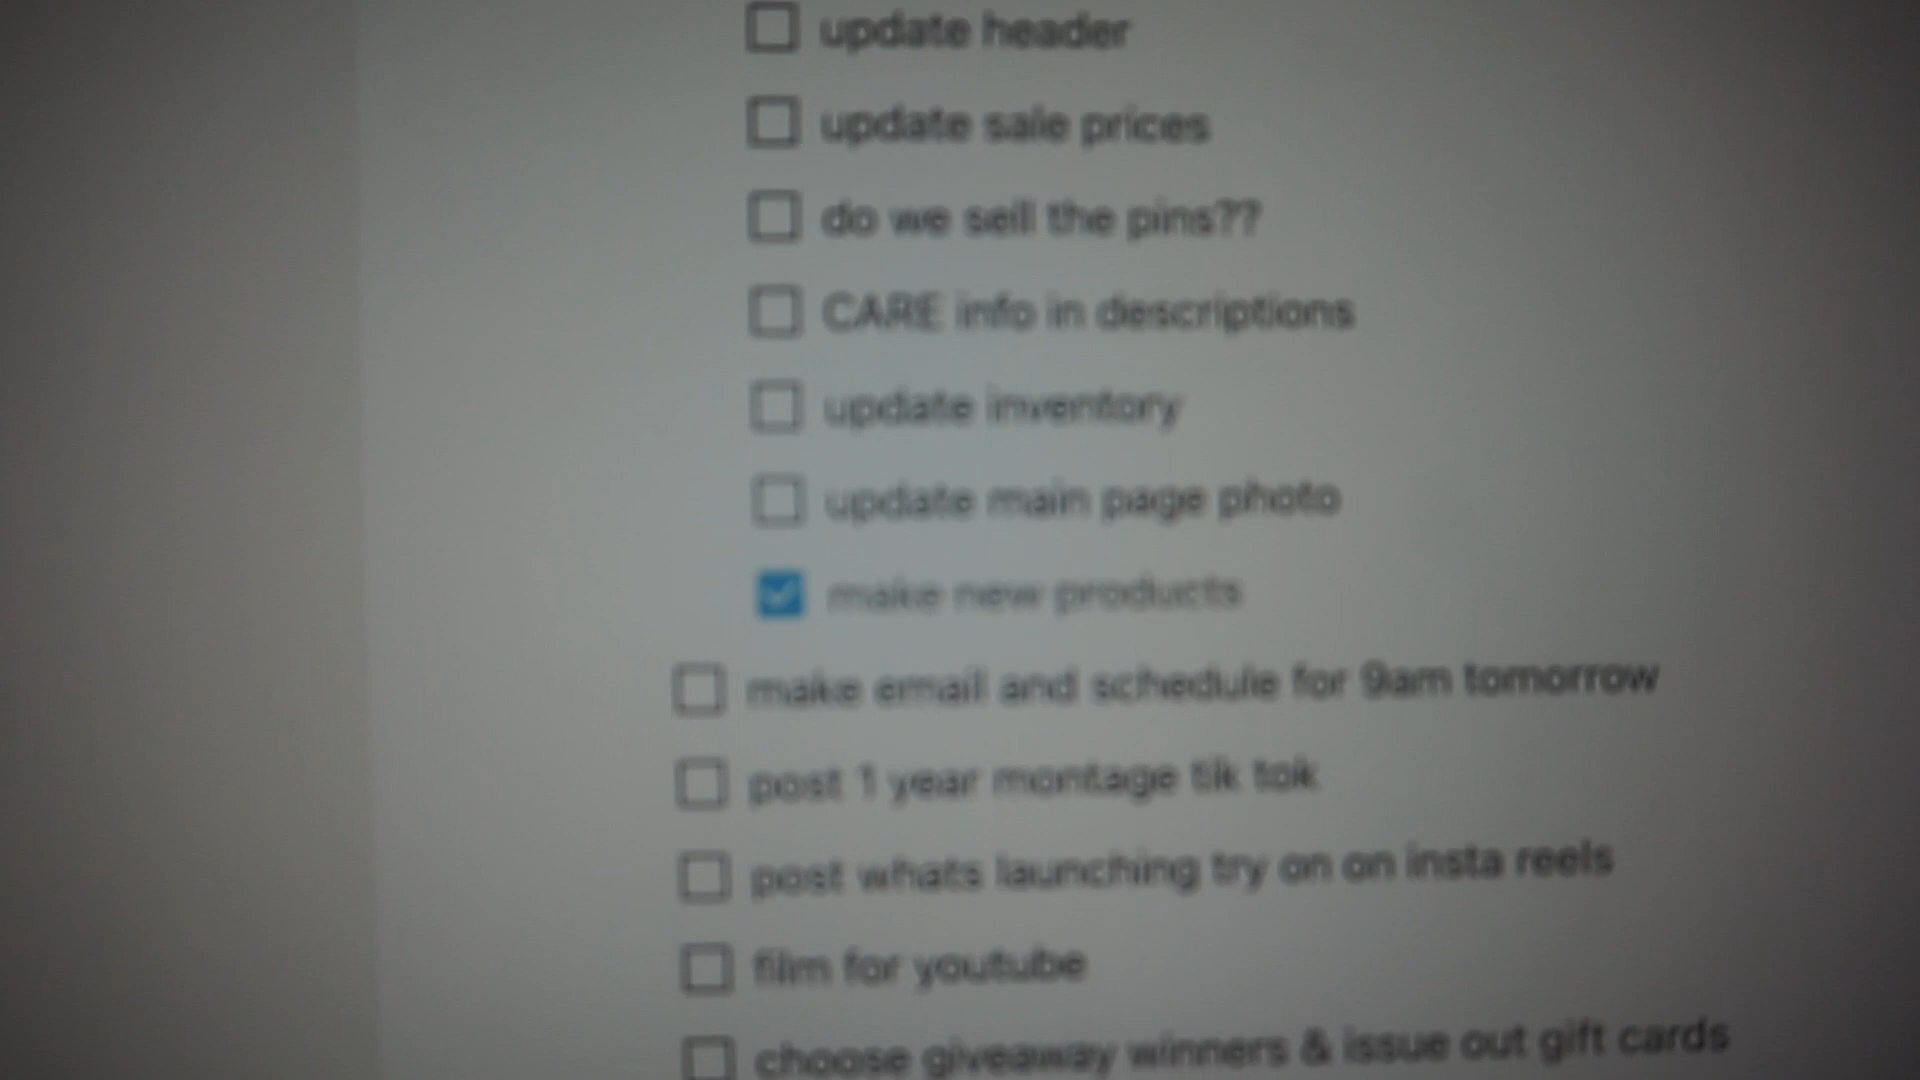 update header
update sale prices
do we sell the pins??
CARE info in descriptions
update inventory
update main page photo
make new products
make email and schedule for 9am tomorrow
post 1 year montage tik tok
post whats launching try on on insta reels
film for youtube
choose giveaway winners & issue out gift cards